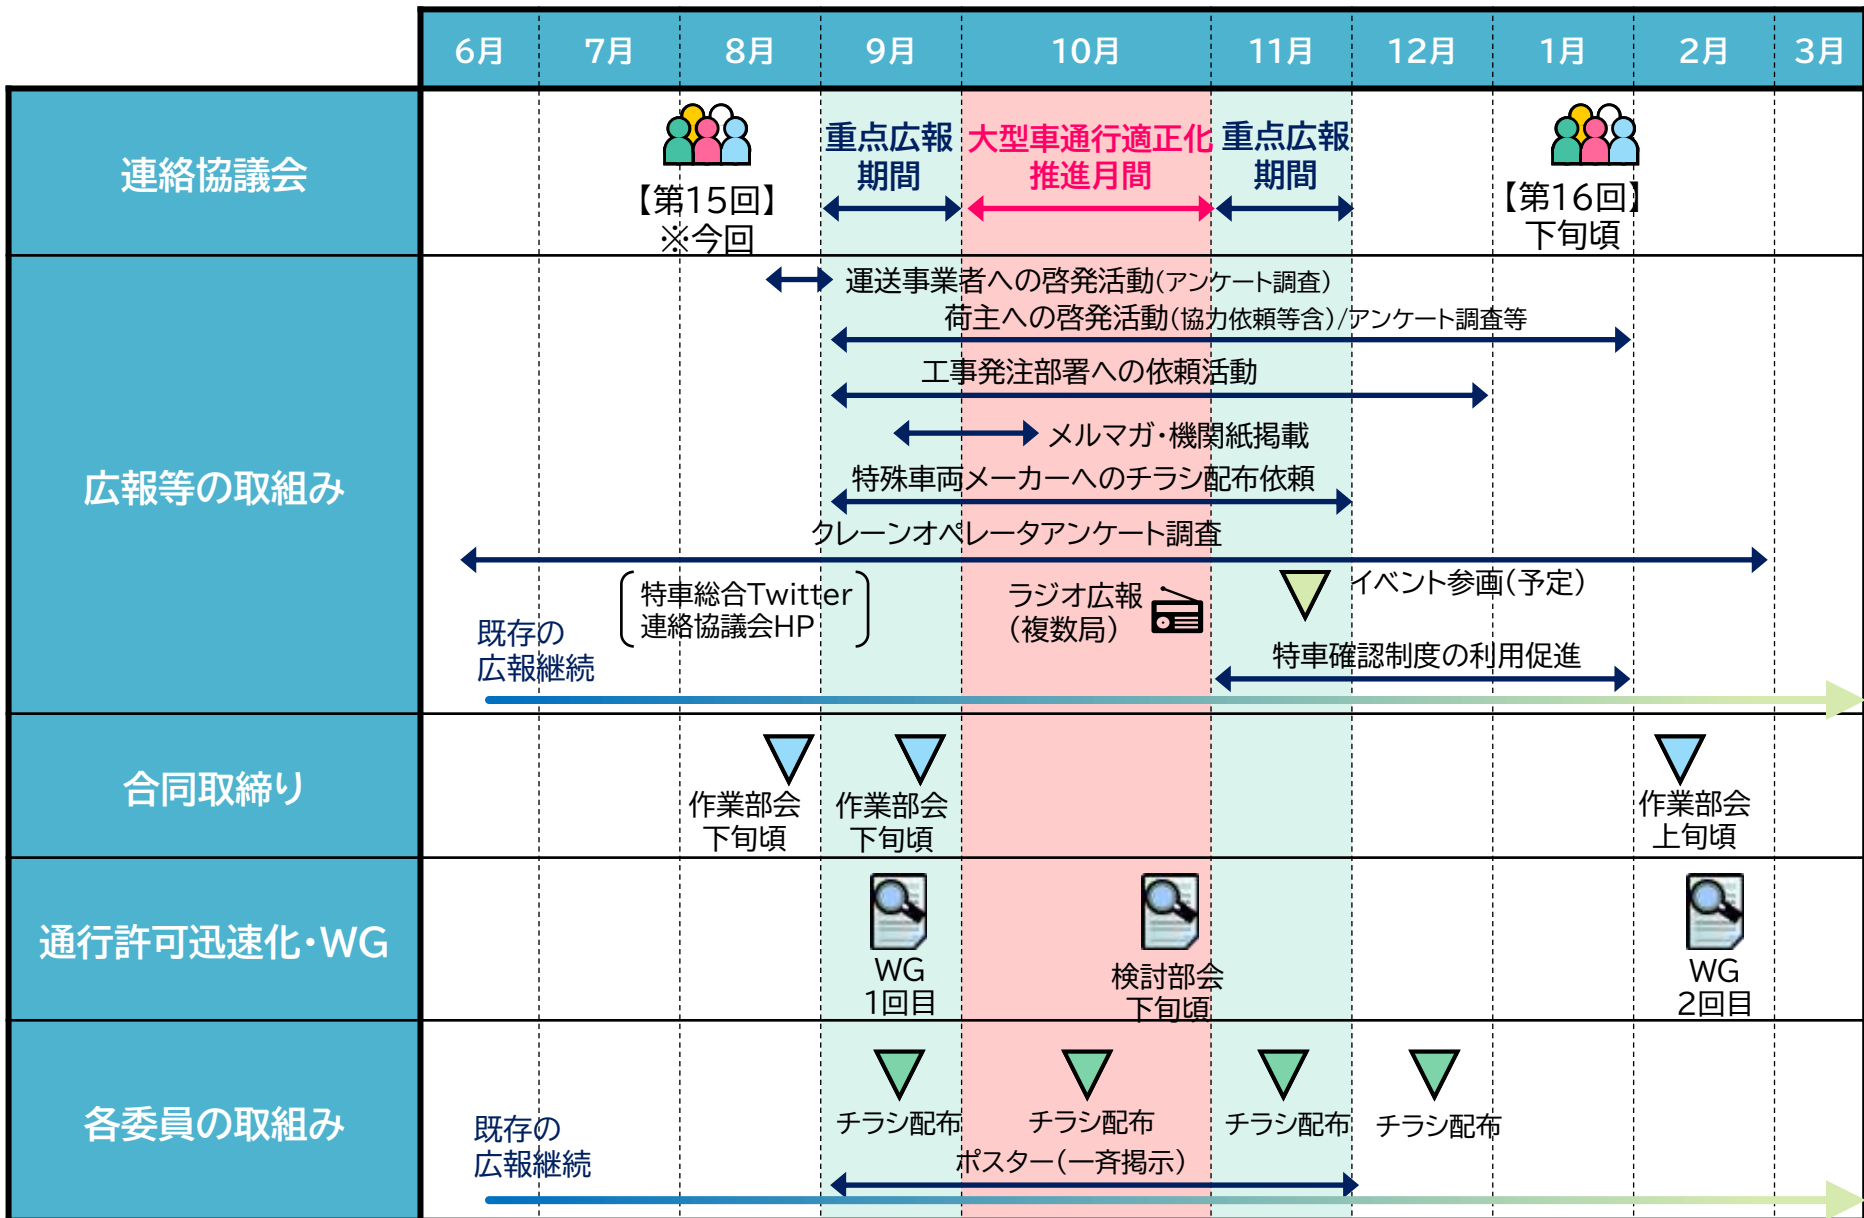 6月 7月 8月 9月 10月 11月 12月 1月 2月 3月
連絡協議会
【第15回】
※今回
重点広報
期間
大型車通行適正化
推進月間
重点広報
期間
【第16回】
下旬頃
広報等の取組み
運送事業者への啓発活動(アンケート調査)
荷主への啓発活動(協力依頼等含)/アンケート調査等
工事発注部署への依頼活動
メルマガ・機関紙掲載
特殊車両メーカーへのチラシ配布依頼
クレーンオペレータアンケート調査
特車総合Twitter
連絡協議会HP
ラジオ広報
(複数局)
イベント参画(予定)
既存の
広報継続
特車確認制度の利用促進
合同取締り
作業部会
下旬頃
作業部会
下旬頃
作業部会
上旬頃
通行許可迅速化・WG
WG
1回目
検討部会
下旬頃
WG
2回目
各委員の取組み
チラシ配布
チラシ配布
チラシ配布
チラシ配布
既存の
広報継続
ポスター(一斉掲示)